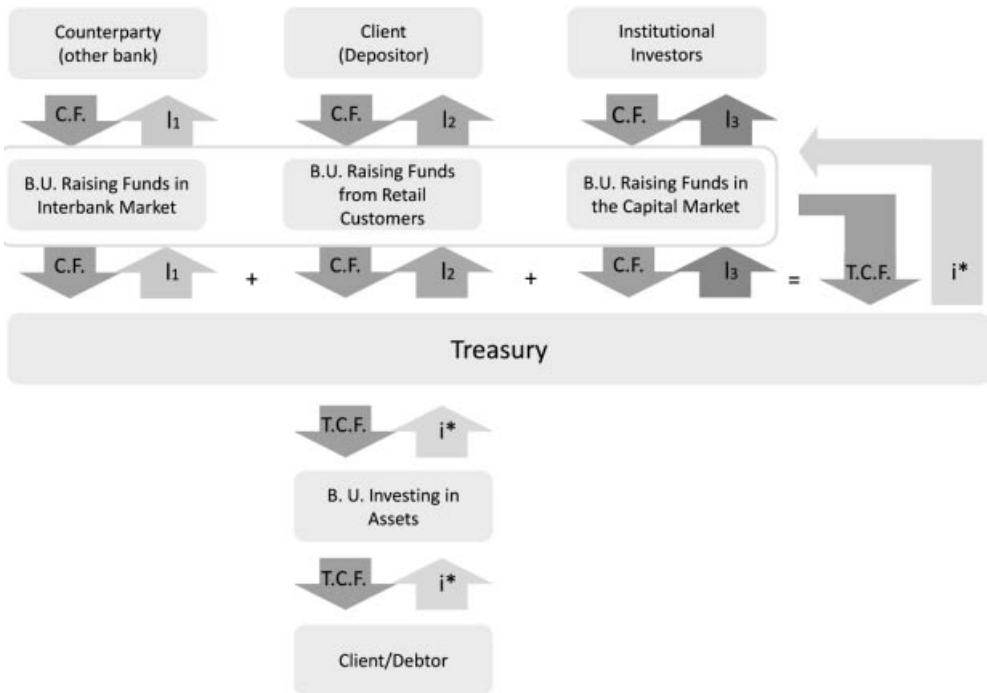 Counterparty
(other bank)
Client
(Depositor)
Institutional
Investors
C.F.
I₁
C.F.
I₂
C.F.
I₃
B.U. Raising Funds in
Interbank Market
B.U. Raising Funds
from Retail
Customers
B.U. Raising Funds in
the Capital Market
C.F.
I₁
+
C.F.
I₂
+
C.F.
I₃
=
T.C.F.
i*
Treasury
T.C.F.
i*
B. U. Investing in
Assets
T.C.F.
i*
Client/Debtor